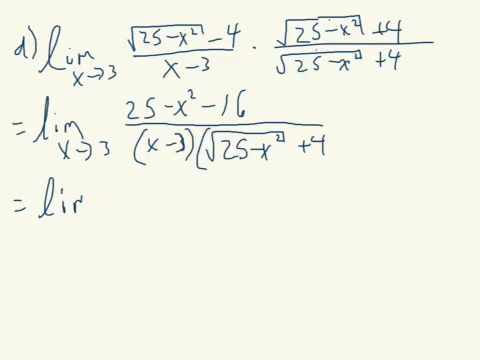 d) lim x→3 (√(25-x²) - 4)/(x-3) · (√(25-x²) + 4)/(√(25-x²) + 4)
= lim x→3 (25-x²-16)/((x-3)(√(25-x²) + 4
= lin